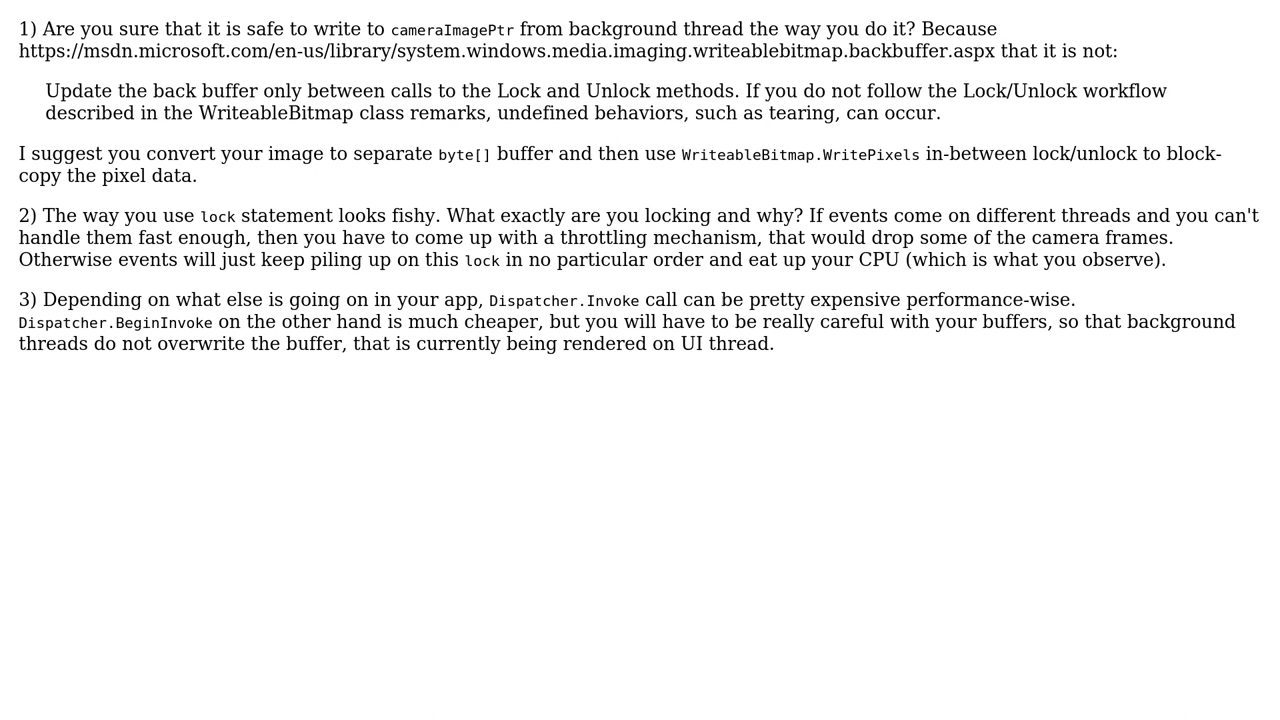 1) Are you sure that it is safe to write to cameraImagePtr from background thread the way you do it? Because
https://msdn.microsoft.com/en-us/library/system.windows.media.imaging.writeablebitmap.backbuffer.aspx that it is not:
Update the back buffer only between calls to the Lock and Unlock methods. If you do not follow the Lock/Unlock workflow
described in the WriteableBitmap class remarks, undefined behaviors, such as tearing, can occur.
I suggest you convert your image to separate byte[] buffer and then use WriteableBitmap.WritePixels in-between lock/unlock to block-
copy the pixel data.
2) The way you use lock statement looks fishy. What exactly are you locking and why? If events come on different threads and you can't
handle them fast enough, then you have to come up with a throttling mechanism, that would drop some of the camera frames.
Otherwise events will just keep piling up on this lock in no particular order and eat up your CPU (which is what you observe).
3) Depending on what else is going on in your app, Dispatcher.Invoke call can be pretty expensive performance-wise.
Dispatcher.BeginInvoke on the other hand is much cheaper, but you will have to be really careful with your buffers, so that background
threads do not overwrite the buffer, that is currently being rendered on UI thread.